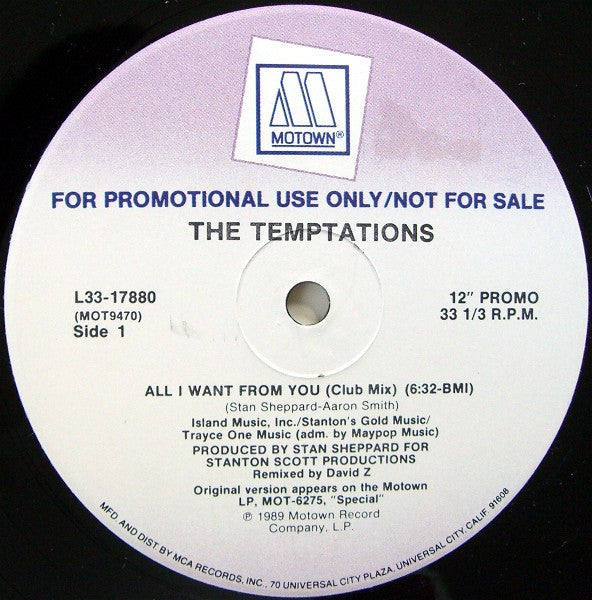 MOTOWN®
FOR PROMOTIONAL USE ONLY/NOT FOR SALE
THE TEMPTATIONS
L33-17880
(MOT9470)
Side 1
12" PROMO
33 1/3 R.P.M.
ALL I WANT FROM YOU (Club Mix) (6:32-BMI)
(Stan Sheppard-Aaron Smith)
Island Music, Inc./Stanton's Gold Music/
Trayce One Music (adm. by Maypop Music)
PRODUCED BY STAN SHEPPARD FOR
STANTON SCOTT PRODUCTIONS
Remixed by David Z
Original version appears on the Motown
LP, MOT-6275, "Special"
℗ 1989 Motown Record
Company, L.P.
MFD. AND DIST. BY MCA RECORDS, INC., 70 UNIVERSAL CITY PLAZA, UNIVERSAL CITY, CALIF. 91608